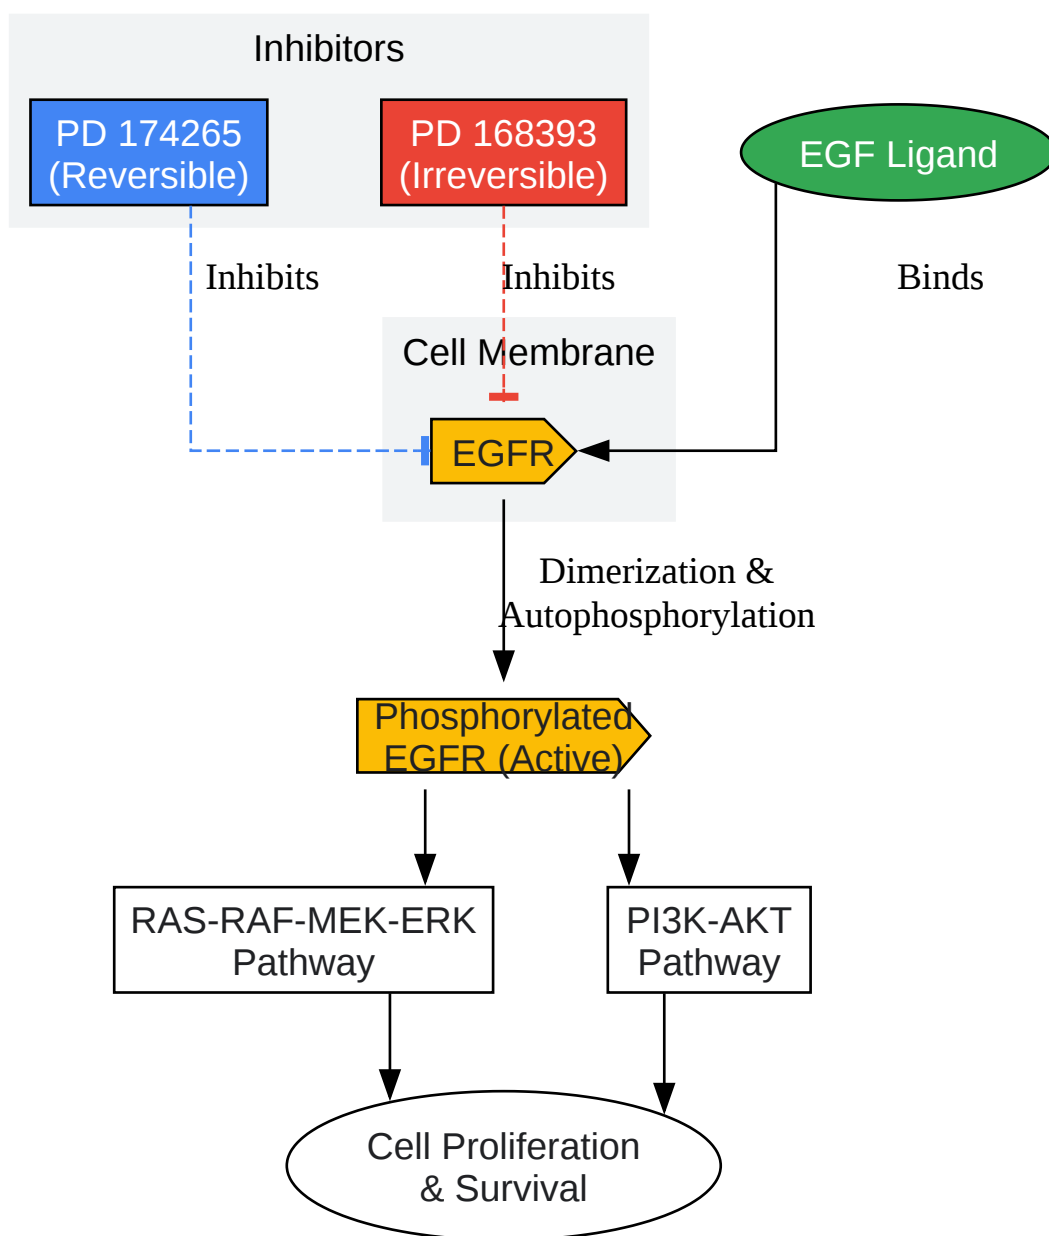 Inhibitors
PD 174265
(Reversible)
PD 168393
(Irreversible)
EGF Ligand
Inhibits
Inhibits
Binds
Cell Membrane
EGFR
Dimerization &
Autophosphorylation
Phosphorylated
EGFR (Active)
RAS-RAF-MEK-ERK
Pathway
PI3K-AKT
Pathway
Cell Proliferation
& Survival